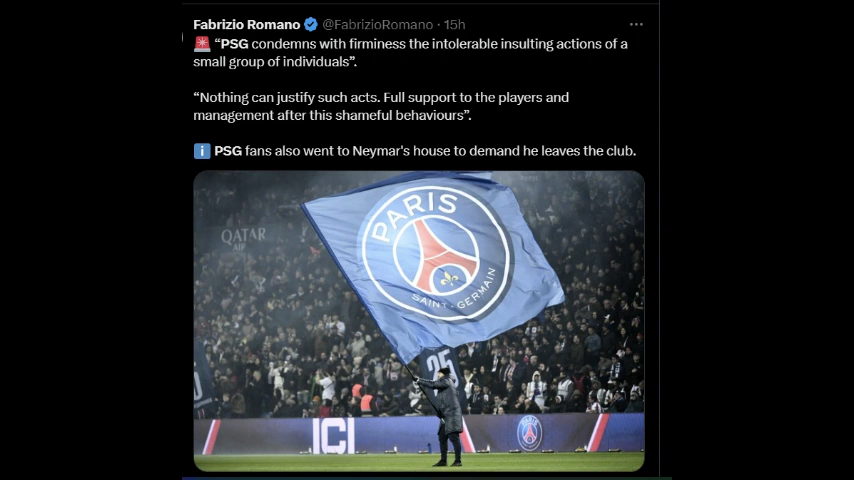 Fabrizio Romano @FabrizioRomano · 15h
🚨 “PSG condemns with firmness the intolerable insulting actions of a
small group of individuals”.
“Nothing can justify such acts. Full support to the players and
management after this shameful behaviours”.
ℹ️ PSG fans also went to Neymar's house to demand he leaves the club.
PARIS
SAINT-GERMAIN
QATAR
AIR
25
ICI